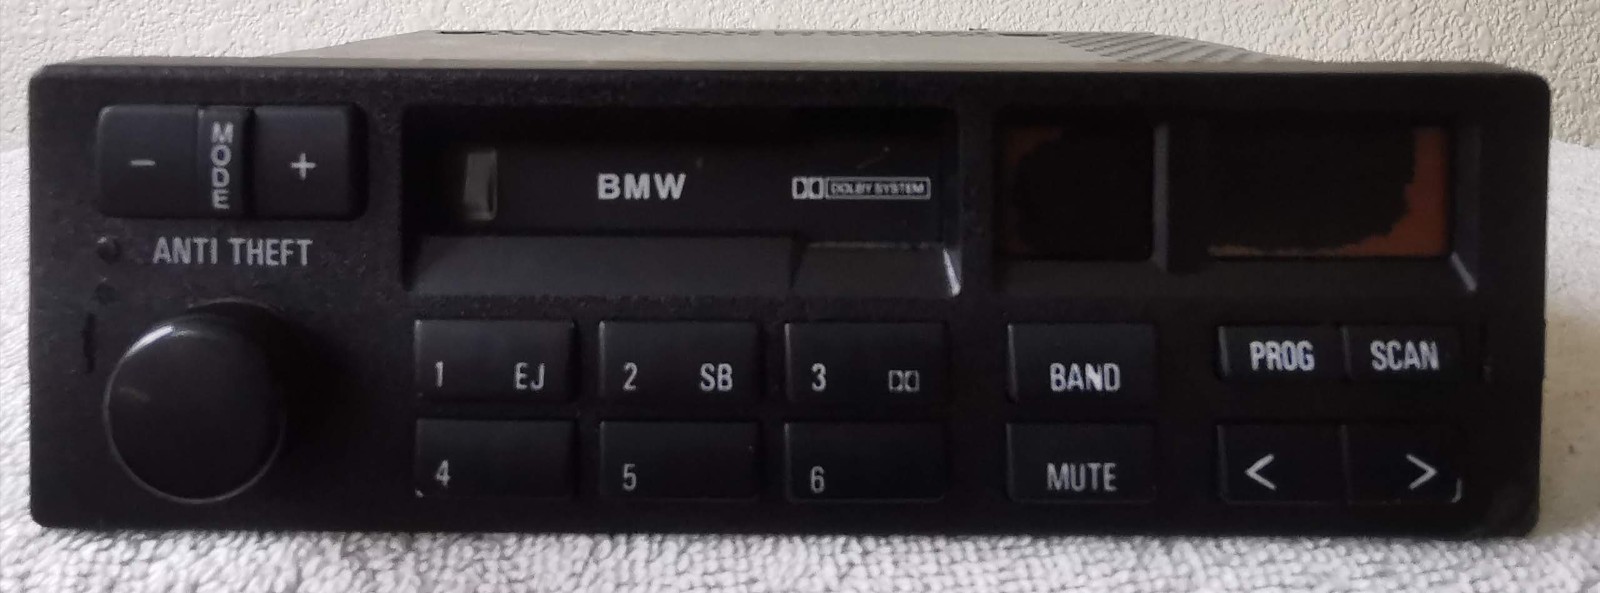 - MODE +
BMW
DOLBY SYSTEM
ANTI THEFT
1 EJ
2 SB
3
BAND
PROG
SCAN
4
5
6
MUTE
<
>